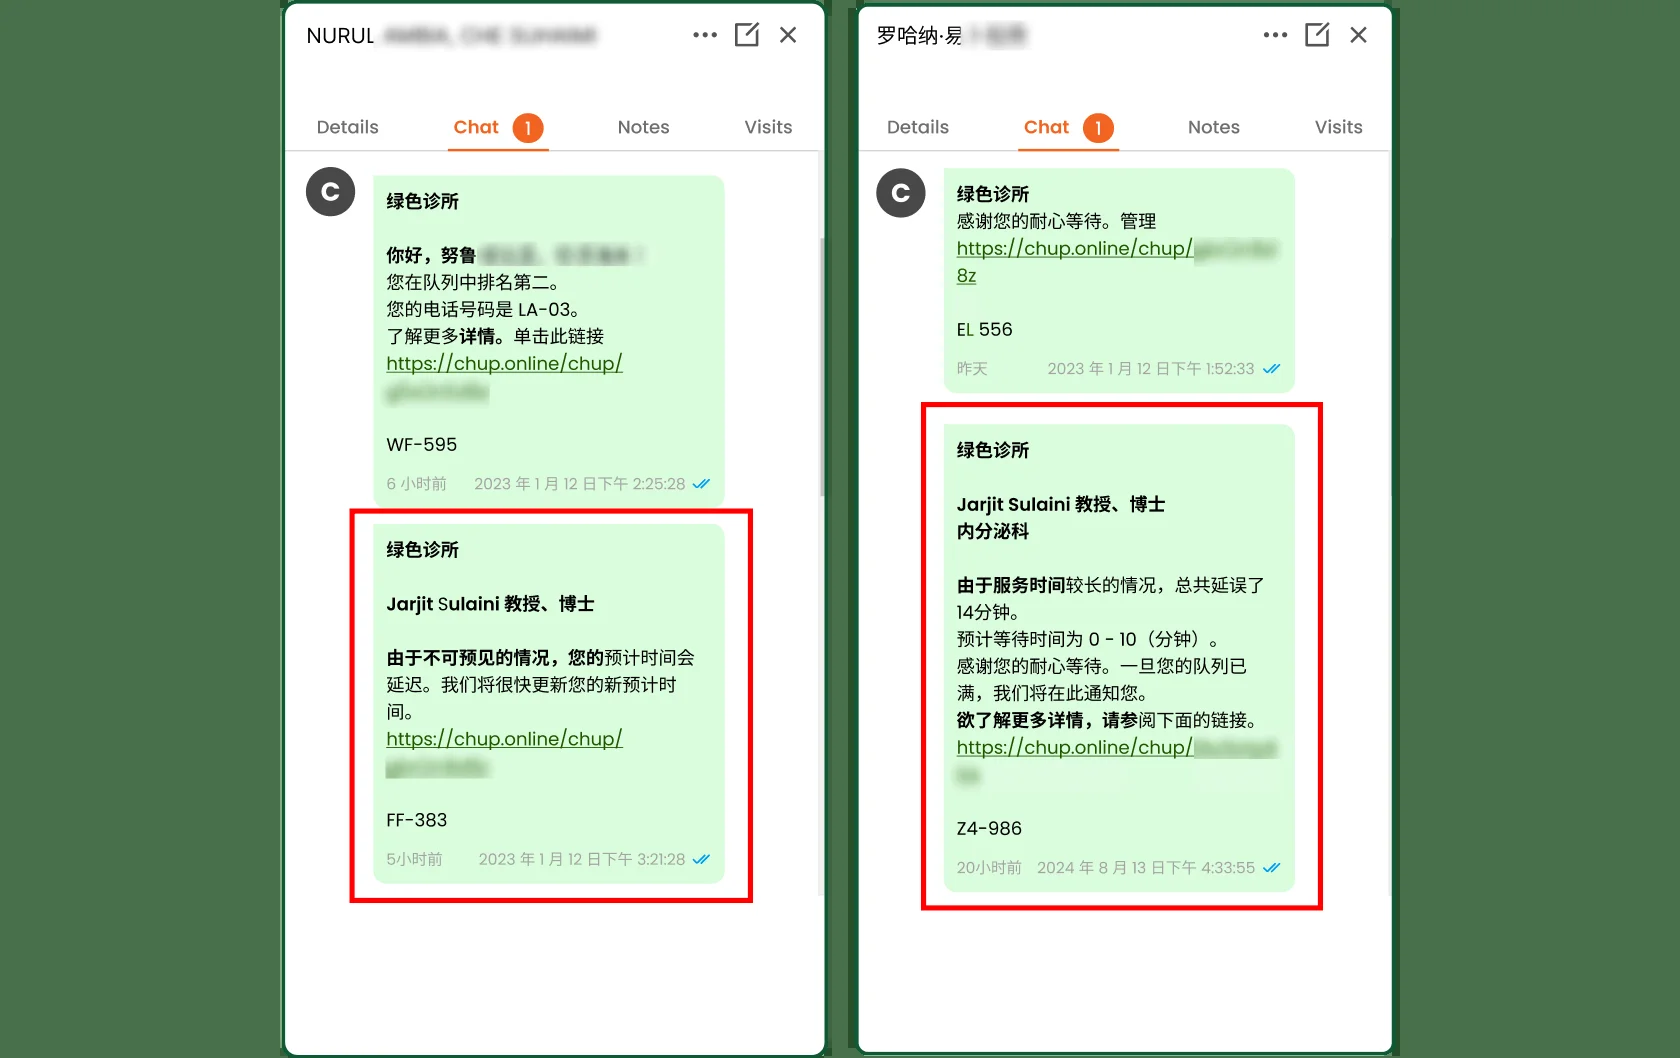 NURUL
Details
Chat 1
Notes
Visits
C
绿色诊所
你好，努鲁
您在队列中排名第二。
您的电话号码是 LA-03。
了解更多详情。单击此链接
https://chup.online/chup/
WF-595
6 小时前 2023 年 1 月 12 日下午 2:25:28
绿色诊所
Jarjit Sulaini 教授、博士
由于不可预见的情况，您的预计时间会
延迟。我们将很快更新您的新预计时
间。
https://chup.online/chup/
FF-383
5小时前 2023 年 1 月 12 日下午 3:21:28
罗哈纳·易
Details
Chat 1
Notes
Visits
C
绿色诊所
感谢您的耐心等待。管理
https://chup.online/chup/
8z
EL 556
昨天 2023 年 1 月 12 日下午 1:52:33
绿色诊所
Jarjit Sulaini 教授、博士
内分泌科
由于服务时间较长的情况，总共延误了
14分钟。
预计等待时间为 0 - 10（分钟）。
感谢您的耐心等待。一旦您的队列已
满，我们将在此通知您。
欲了解更多详情，请参阅下面的链接。
https://chup.online/chup/
Z4-986
20小时前 2024 年 8 月 13 日下午 4:33:55